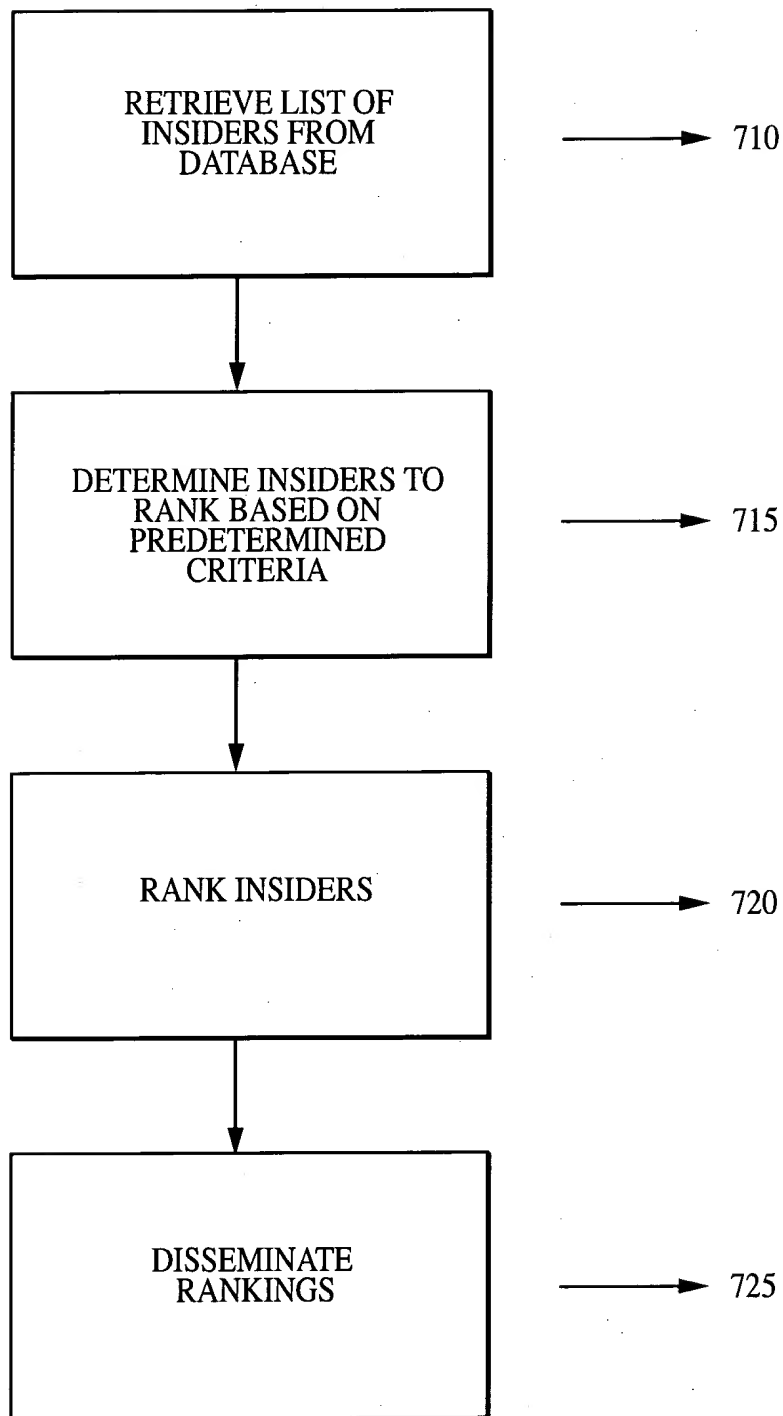 RETRIEVE LIST OF
INSIDERS FROM
DATABASE
710
DETERMINE INSIDERS TO
RANK BASED ON
PREDETERMINED
CRITERIA
715
RANK INSIDERS
720
DISSEMINATE
RANKINGS
725